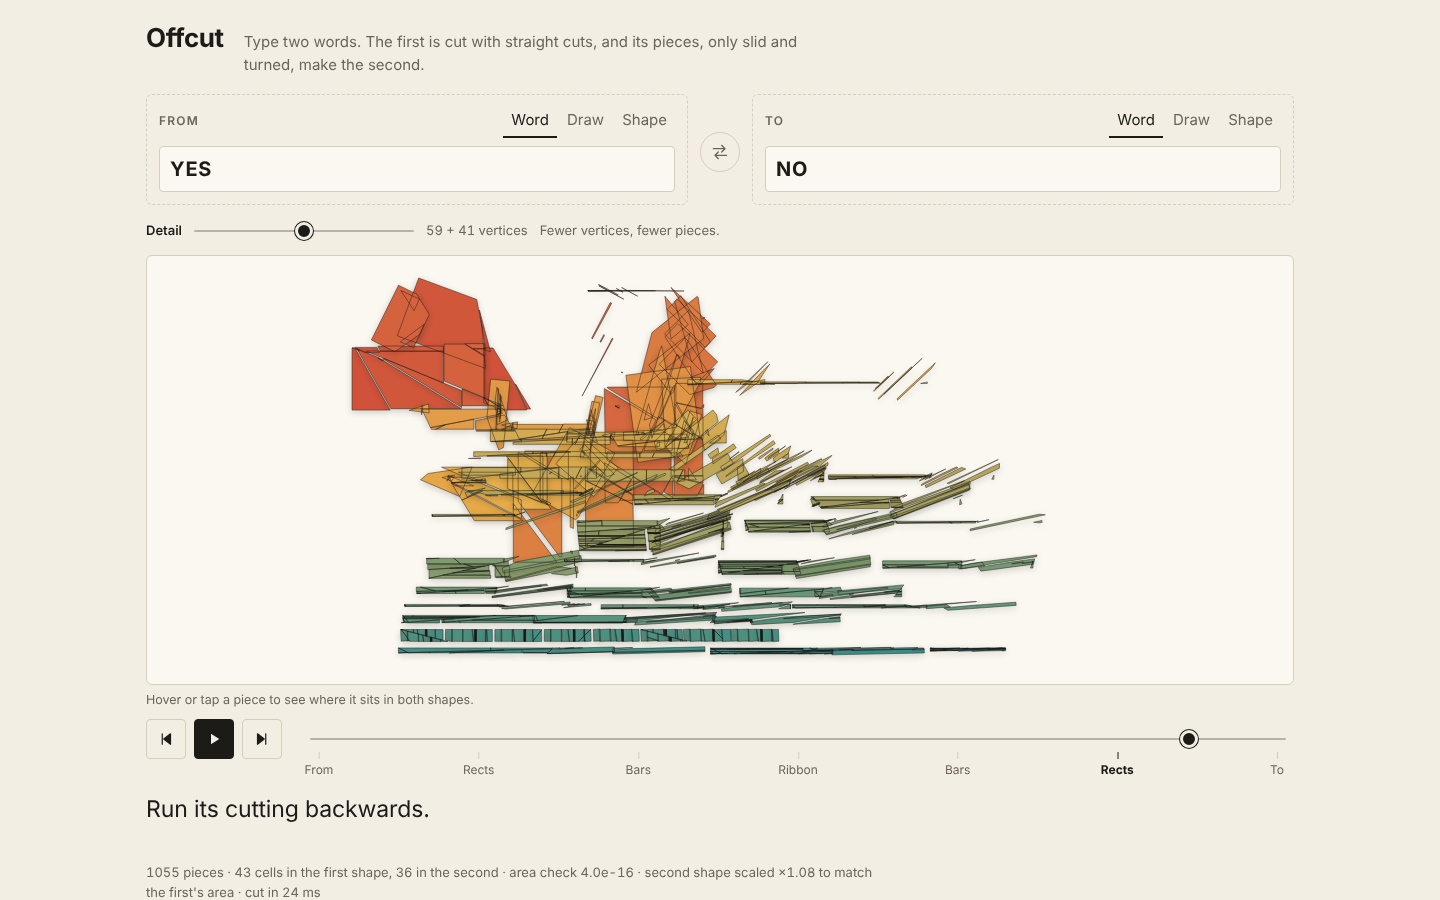 Offcut
Type two words. The first is cut with straight cuts, and its pieces, only slid and
turned, make the second.
FROM
Word Draw Shape
YES
TO
Word Draw Shape
NO
Detail
59 + 41 vertices
Fewer vertices, fewer pieces.
Hover or tap a piece to see where it sits in both shapes.
From Rects Bars Ribbon Bars Rects To
Run its cutting backwards.
1055 pieces · 43 cells in the first shape, 36 in the second · area check 4.0e-16 · second shape scaled ×1.08 to match
the first's area · cut in 24 ms